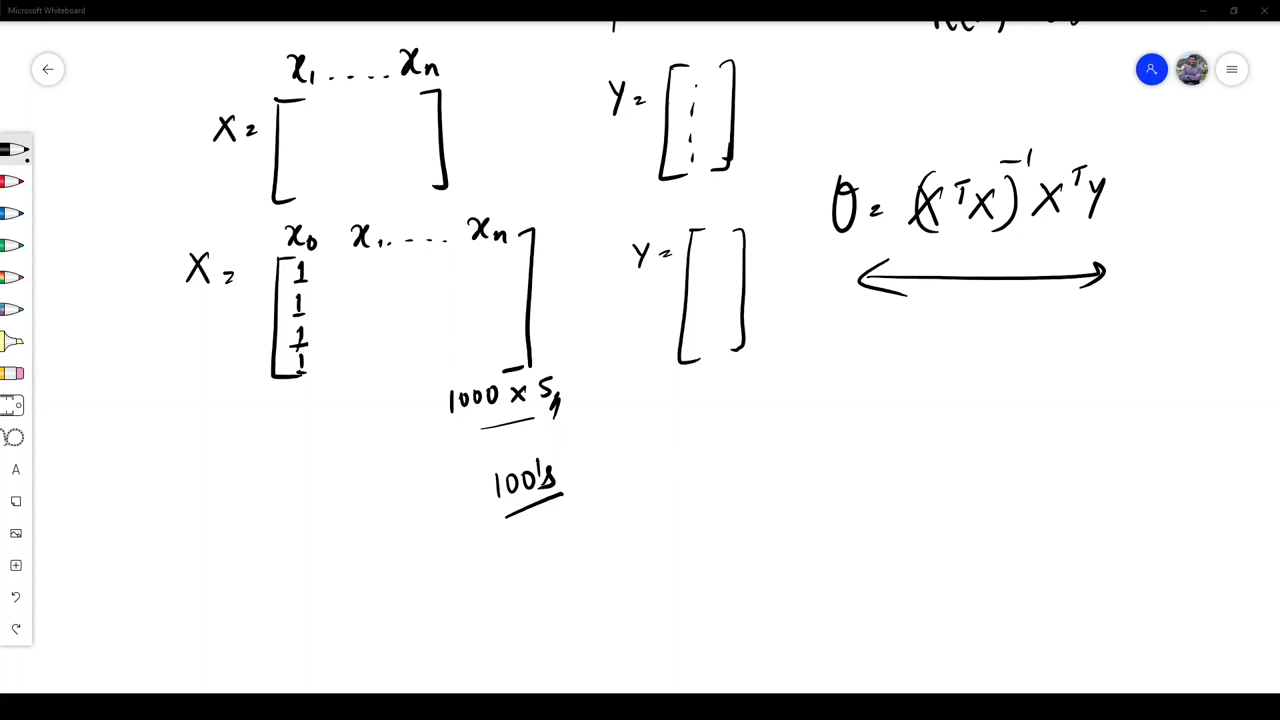 Microsoft Whiteboard
x₁ . . . . . xₙ
X =
Y =
θ = (XᵀX)⁻¹ XᵀY
x₀ x₁ . . . . xₙ
X =
1
1
1
1
Y =
1000 x 5
100's
A